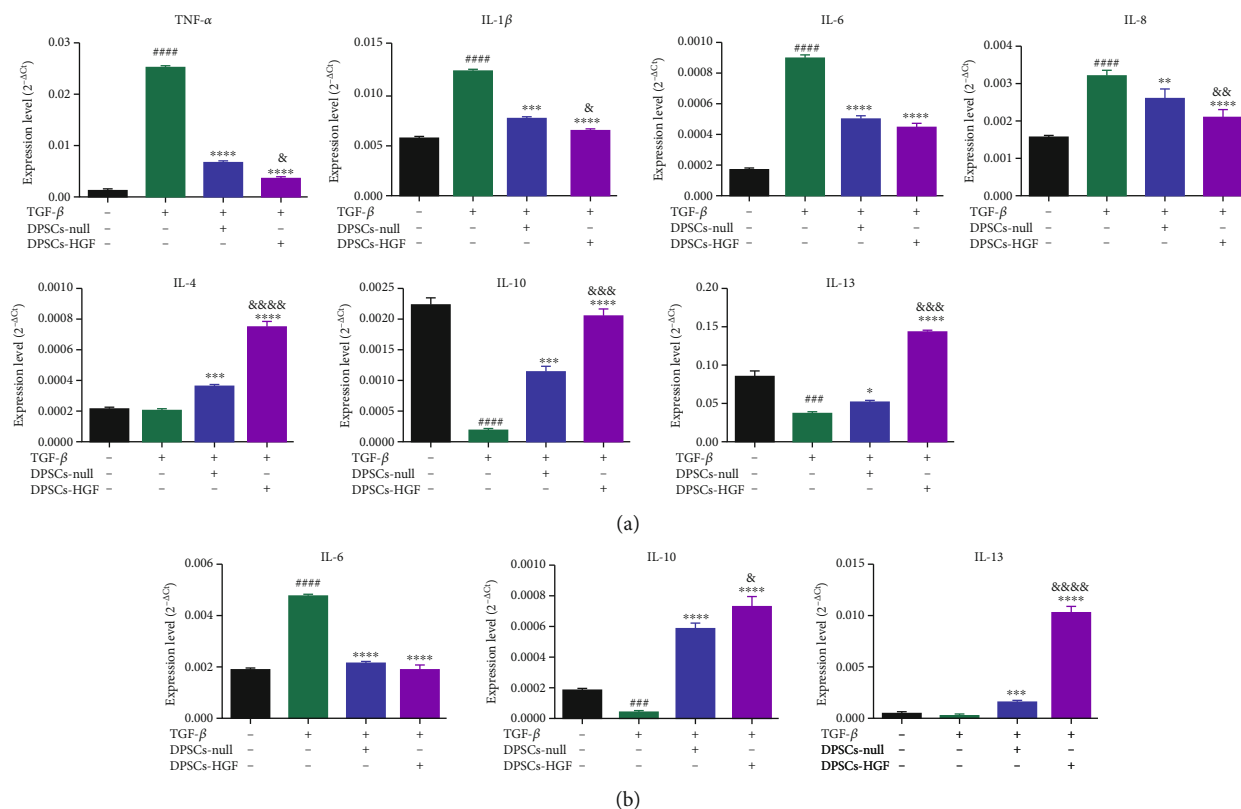 TNF-α
Expression level (2^−ΔCt)
0.03
0.02
0.01
0.00
####
****
&
****
TGF-β − + + +
DPSCs-null − − + −
DPSCs-HGF − − − +
IL-1β
Expression level (2^−ΔCt)
0.015
0.010
0.005
0.000
####
***
&
****
TGF-β − + + +
DPSCs-null − − + −
DPSCs-HGF − − − +
IL-6
Expression level (2^−ΔCt)
0.0010
0.0008
0.0006
0.0004
0.0002
0.0000
####
****
****
TGF-β − + + +
DPSCs-null − − + −
DPSCs-HGF − − − +
IL-8
Expression level (2^−ΔCt)
0.004
0.003
0.002
0.001
0.000
####
**
&&
****
TGF-β − + + +
DPSCs-null − − + −
DPSCs-HGF − − − +
IL-4
Expression level (2^−ΔCt)
0.0010
0.0008
0.0006
0.0004
0.0002
0.0000
***
&&&&
****
TGF-β − + + +
DPSCs-null − − + −
DPSCs-HGF − − − +
IL-10
Expression level (2^−ΔCt)
0.0025
0.0020
0.0015
0.0010
0.0005
0.0000
####
***
&&&
****
TGF-β − + + +
DPSCs-null − − + −
DPSCs-HGF − − − +
IL-13
Expression level (2^−ΔCt)
0.20
0.15
0.10
0.05
0.00
###
*
&&&
****
TGF-β − + + +
DPSCs-null − − + −
DPSCs-HGF − − − +
(a)
IL-6
Expression level (2^−ΔCt)
0.006
0.004
0.002
0.000
####
****
****
TGF-β − + + +
DPSCs-null − − + −
DPSCs-HGF − − − +
IL-10
Expression level (2^−ΔCt)
0.0010
0.0008
0.0006
0.0004
0.0002
0.0000
###
****
&
****
TGF-β − + + +
DPSCs-null − − + −
DPSCs-HGF − − − +
IL-13
Expression level (2^−ΔCt)
0.015
0.010
0.005
0.000
***
&&&&
****
TGF-β − + + +
DPSCs-null − − + −
DPSCs-HGF − − − +
(b)